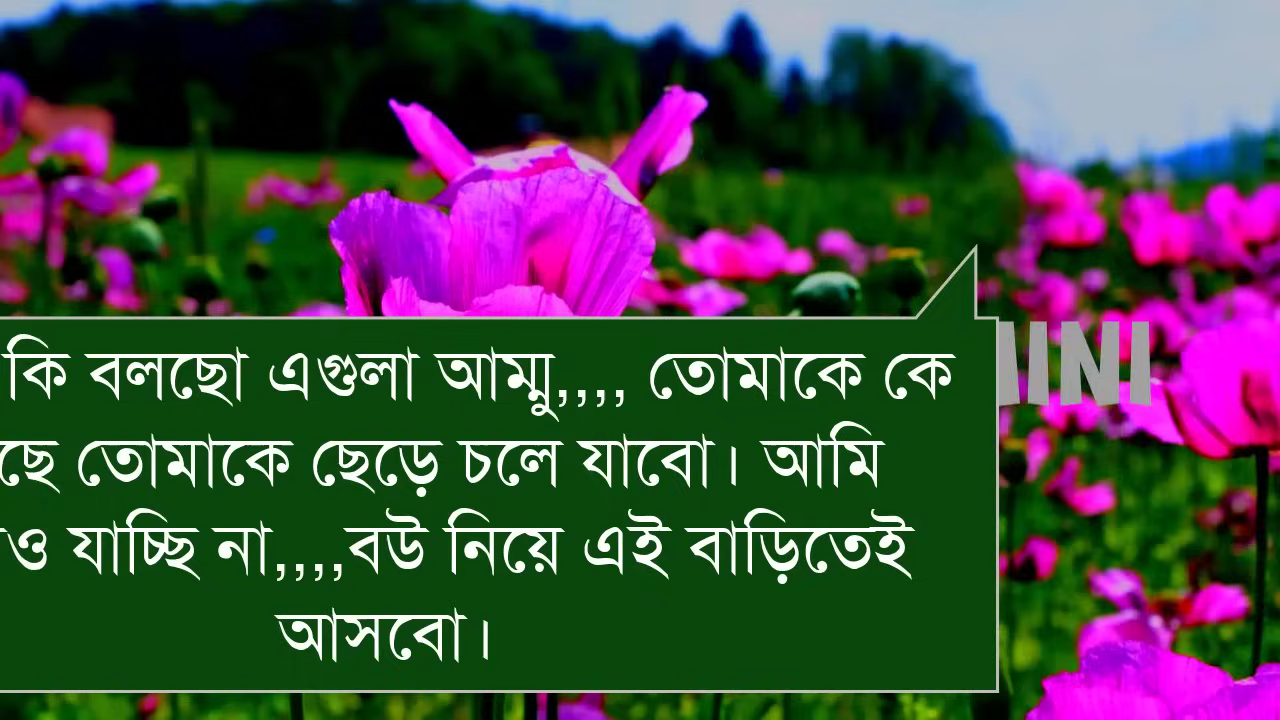 কি বলছো এগুলা আম্মু,,,, তোমাকে কে
তোমাকে ছেড়ে চলে যাবো। আমি
যাচ্ছি না,,,,বউ নিয়ে এই বাড়িতেই
আসবো।